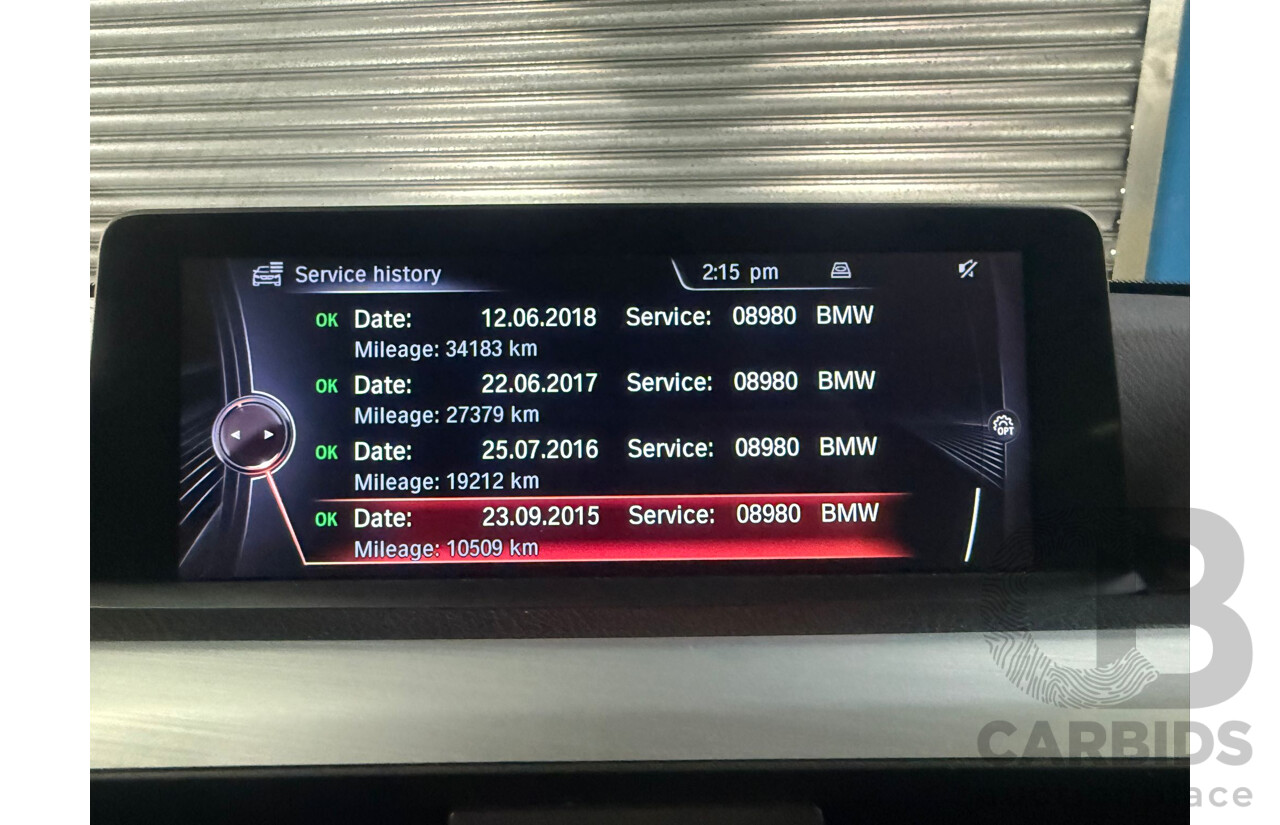 Service history 2:15 pm
OK Date: 12.06.2018 Service: 08980 BMW
Mileage: 34183 km
OK Date: 22.06.2017 Service: 08980 BMW
Mileage: 27379 km
OK Date: 25.07.2016 Service: 08980 BMW
Mileage: 19212 km
OK Date: 23.09.2015 Service: 08980 BMW
Mileage: 10509 km
OPT
CB
CARBIDS